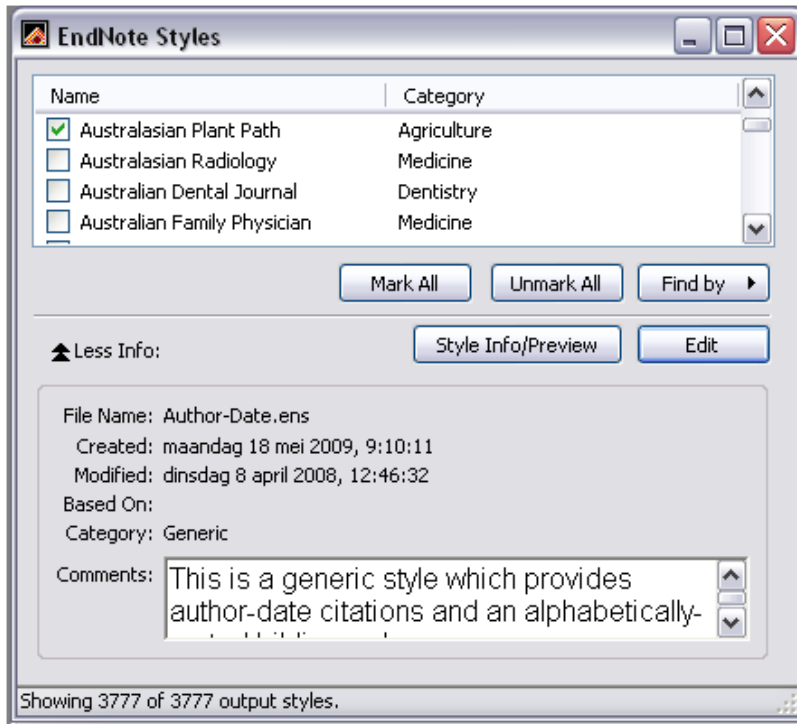 EndNote Styles
Name Category
Australasian Plant Path Agriculture
Australasian Radiology Medicine
Australian Dental Journal Dentistry
Australian Family Physician Medicine
Mark All Unmark All Find by
Less Info: Style Info/Preview Edit
File Name: Author-Date.ens
Created: maandag 18 mei 2009, 9:10:11
Modified: dinsdag 8 april 2008, 12:46:32
Based On:
Category: Generic
Comments: This is a generic style which provides
author-date citations and an alphabetically-
Showing 3777 of 3777 output styles.